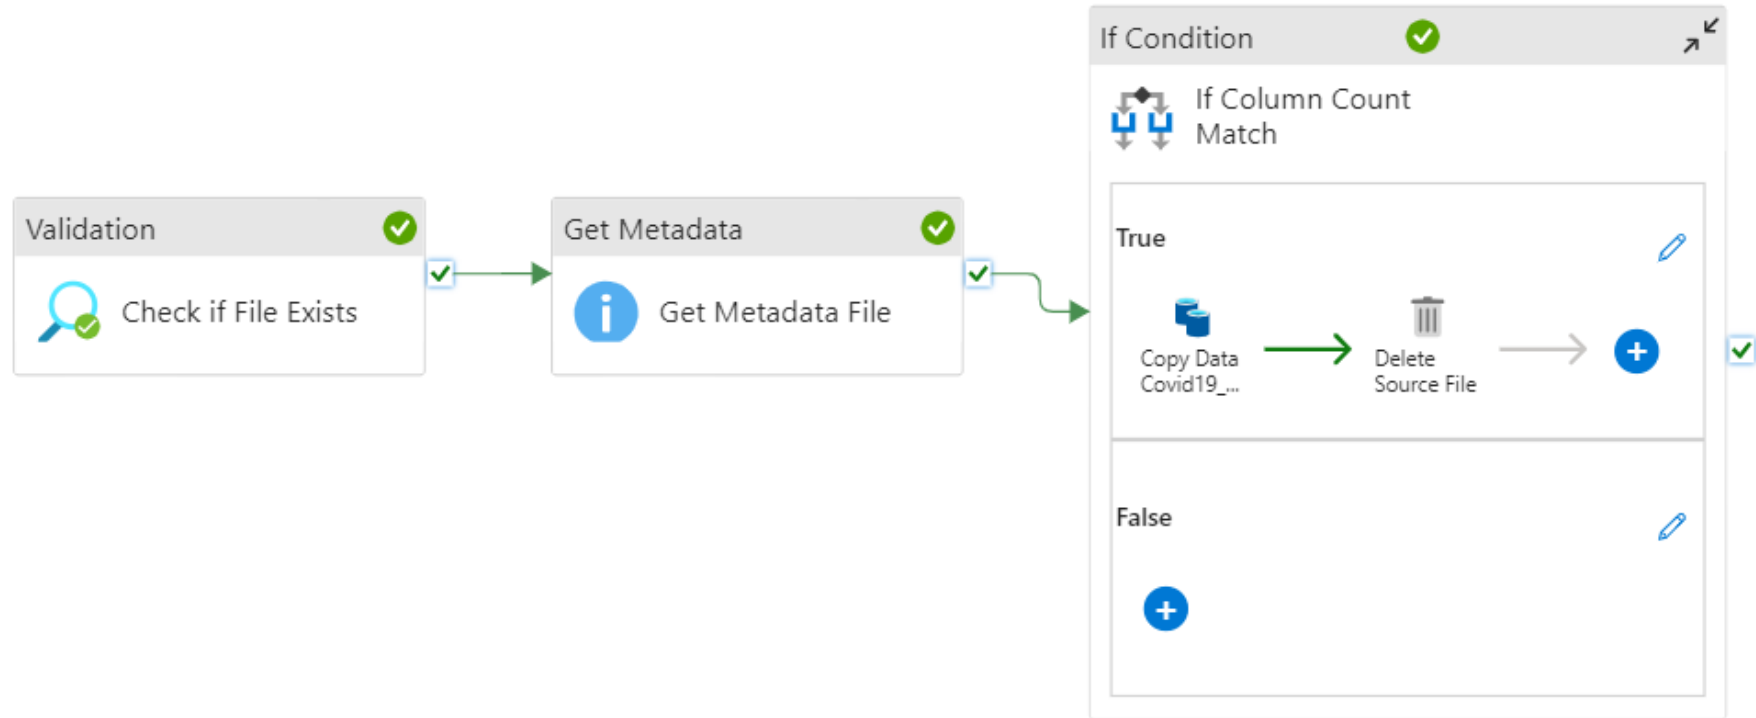 Validation
Check if File Exists
Get Metadata
Get Metadata File
If Condition
If Column Count
Match
True
Copy Data
Covid19_...
Delete
Source File
False